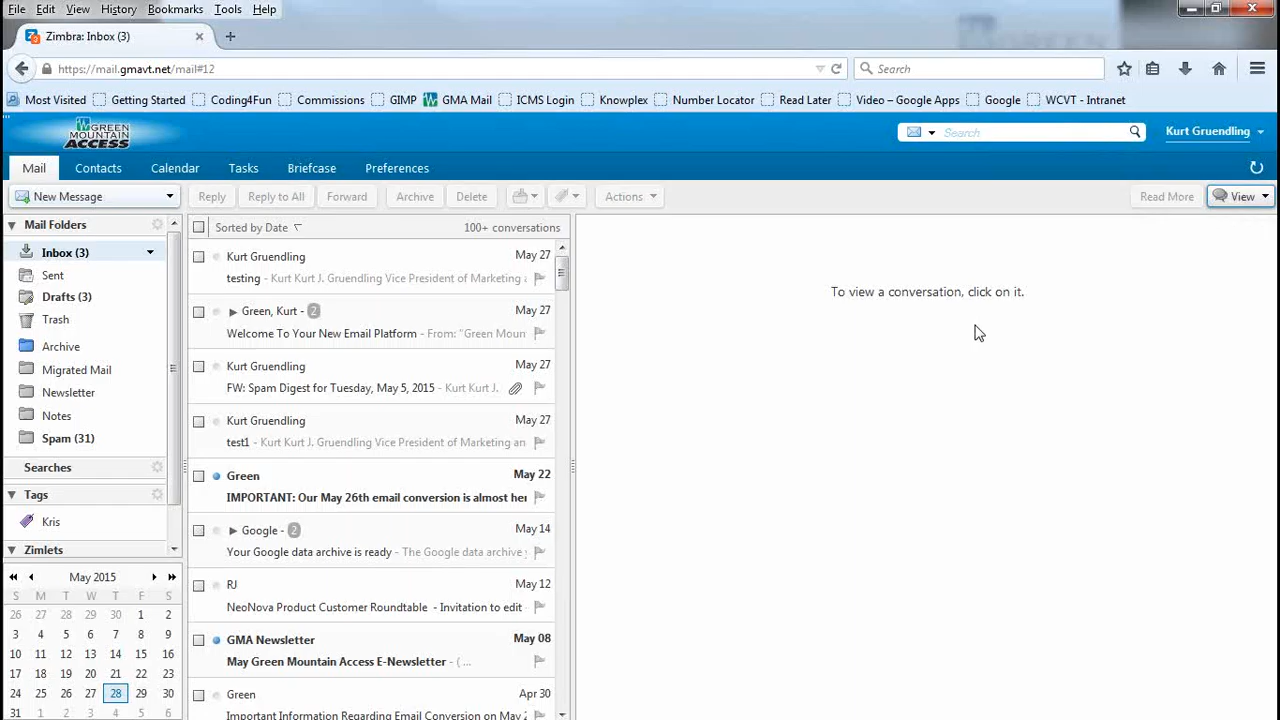 File Edit View History Bookmarks Tools Help
Zimbra: Inbox (3)
https://mail.gmavt.net/mail#12
Search
Most Visited Getting Started Coding4Fun Commissions GIMP GMA Mail ICMS Login Knowplex Number Locator Read Later Video – Google Apps Google WCVT - Intranet
GREEN
MOUNTAIN
ACCESS
Search
Kurt Gruendling
Mail Contacts Calendar Tasks Briefcase Preferences
New Message Reply Reply to All Forward Archive Delete Actions Read More View
Mail Folders
Inbox (3)
Sent
Drafts (3)
Trash
Archive
Migrated Mail
Newsletter
Notes
Spam (31)
Searches
Tags
Kris
Zimlets
May 2015
S M T W T F S
26 27 28 29 30 1 2
3 4 5 6 7 8 9
10 11 12 13 14 15 16
17 18 19 20 21 22 23
24 25 26 27 28 29 30
31 1 2 3 4 5 6
Sorted by Date 100+ conversations
Kurt Gruendling May 27
testing - Kurt Kurt J. Gruendling Vice President of Marketing a
Green, Kurt - 2 May 27
Welcome To Your New Email Platform - From: "Green Moun
Kurt Gruendling May 27
FW: Spam Digest for Tuesday, May 5, 2015 - Kurt Kurt J.
Kurt Gruendling May 27
test1 - Kurt Kurt J. Gruendling Vice President of Marketing an
Green May 22
IMPORTANT: Our May 26th email conversion is almost her
Google - 2 May 14
Your Google data archive is ready - The Google data archive
RJ May 12
NeoNova Product Customer Roundtable - Invitation to edit
GMA Newsletter May 08
May Green Mountain Access E-Newsletter - ( ...
Green Apr 30
Important Information Regarding Email Conversion on May 2
To view a conversation, click on it.